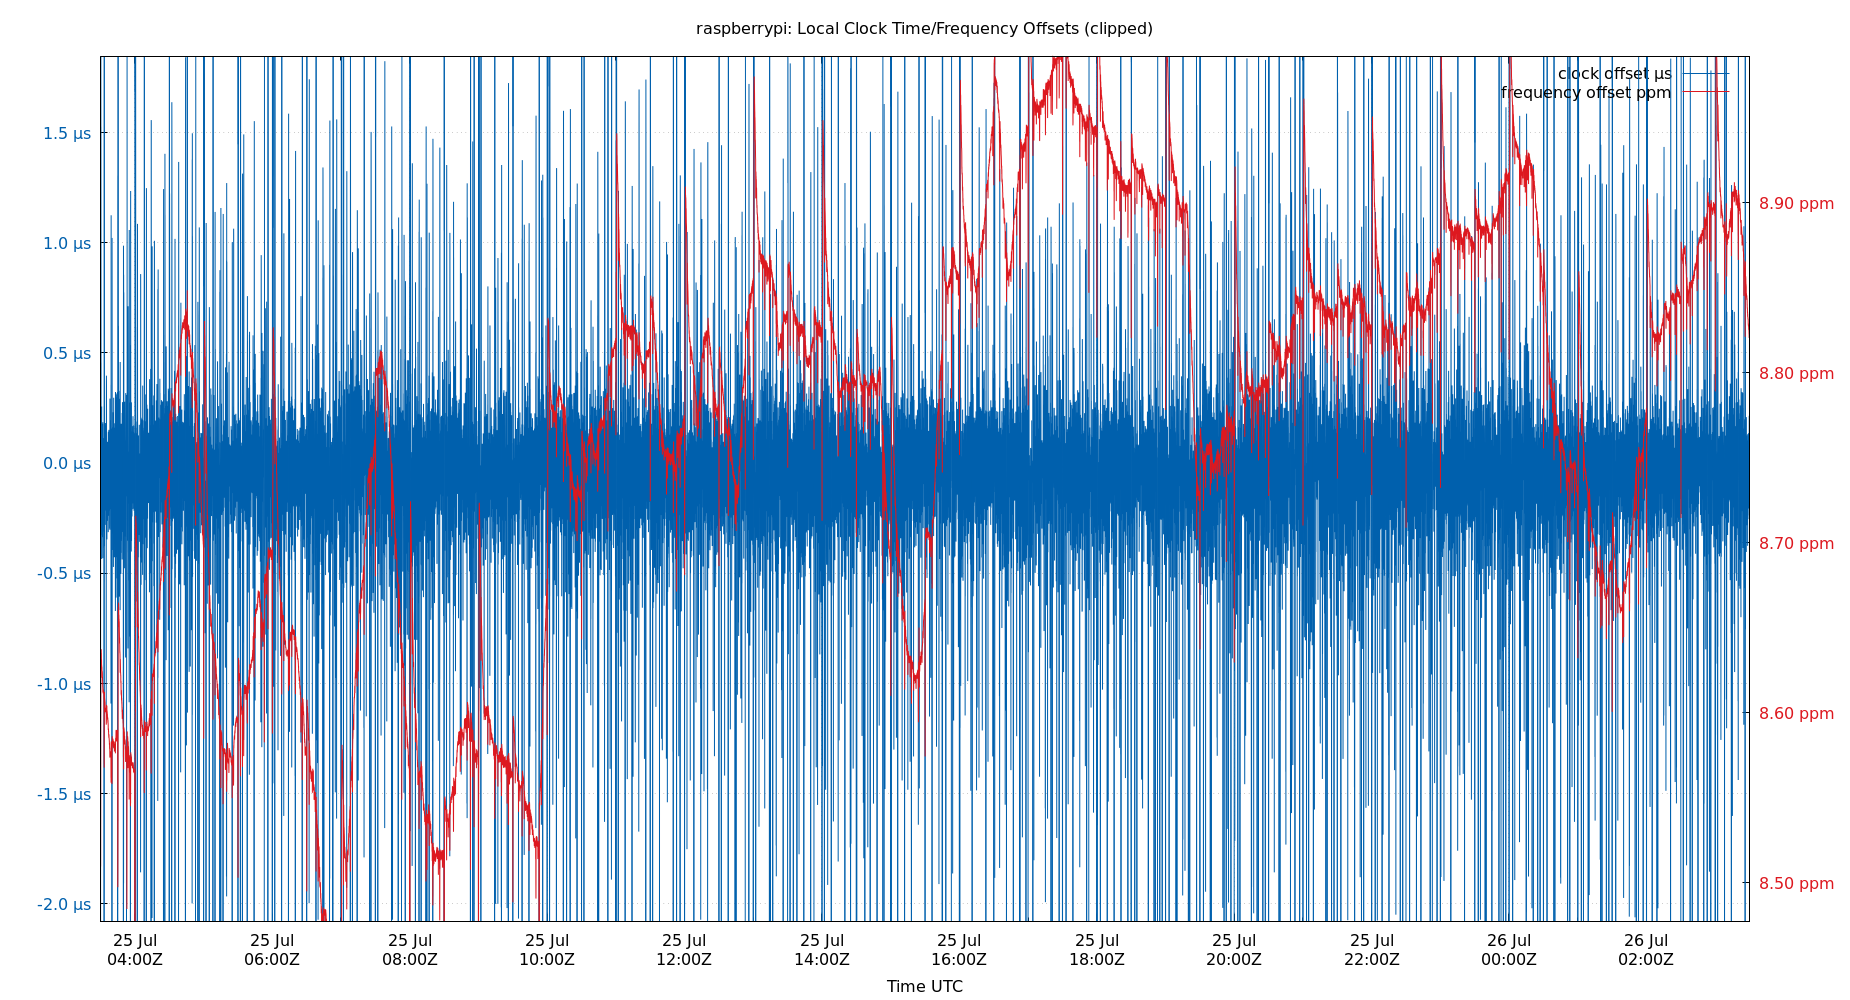 raspberrypi: Local Clock Time/Frequency Offsets (clipped)
clock offset µs
frequency offset ppm
1.5 µs
1.0 µs
0.5 µs
0.0 µs
-0.5 µs
-1.0 µs
-1.5 µs
-2.0 µs
8.90 ppm
8.80 ppm
8.70 ppm
8.60 ppm
8.50 ppm
25 Jul 25 Jul 25 Jul 25 Jul 25 Jul 25 Jul 25 Jul 25 Jul 25 Jul 25 Jul 26 Jul 26 Jul
04:00Z 06:00Z 08:00Z 10:00Z 12:00Z 14:00Z 16:00Z 18:00Z 20:00Z 22:00Z 00:00Z 02:00Z
Time UTC